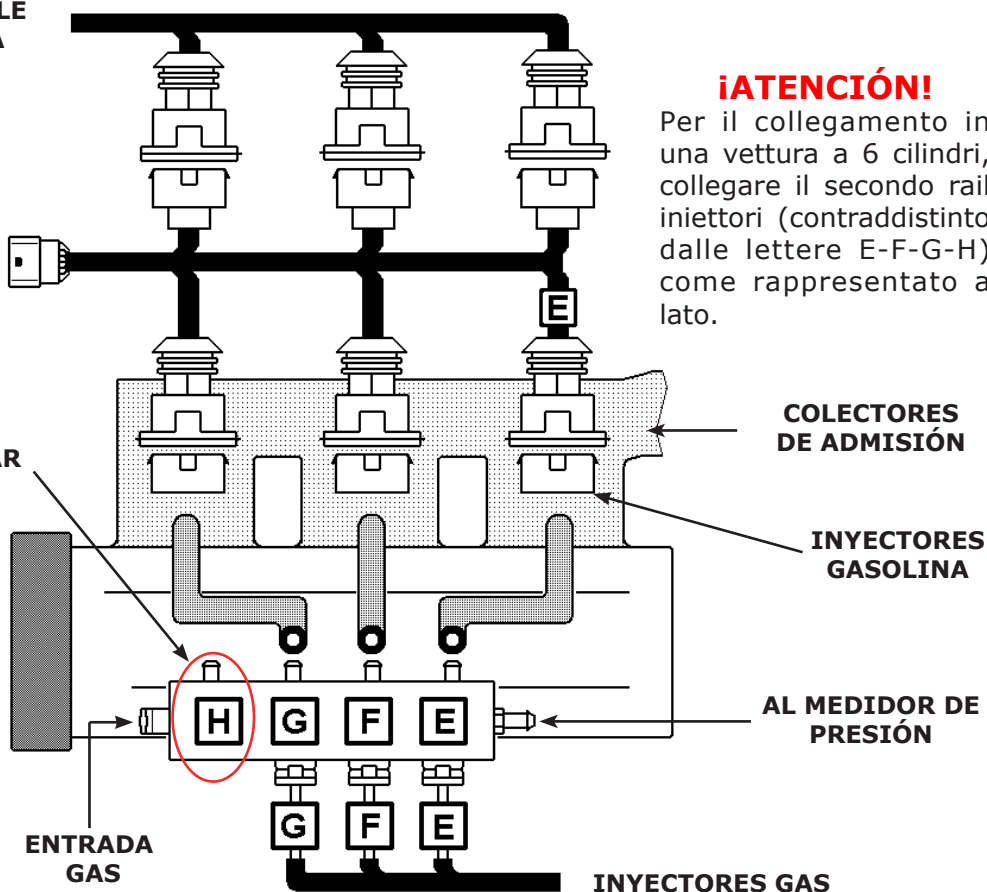 LE
A
¡ATENCIÓN!
Per il collegamento in
una vettura a 6 cilindri,
collegare il secondo rail
iniettori (contraddistinto
dalle lettere E-F-G-H)
come rappresentato a
lato.
E
COLECTORES
DE ADMISIÓN
AR
INYECTORES
GASOLINA
H G F E
AL MEDIDOR DE
PRESIÓN
G F E
ENTRADA
GAS
INYECTORES GAS